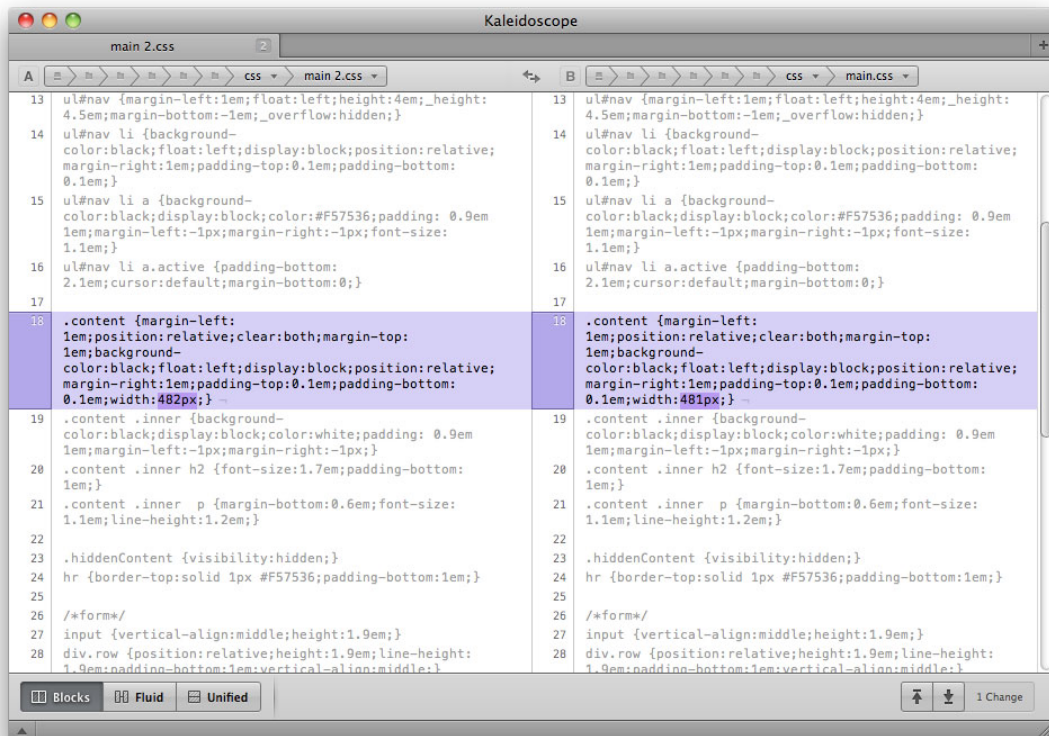 Kaleidoscope
main 2.css 2 +
A css main 2.css
13 ul#nav {margin-left:1em;float:left;height:4em;_height:
4.5em;margin-bottom:-1em;_overflow:hidden;}
14 ul#nav li {background-
color:black;float:left;display:block;position:relative;
margin-right:1em;padding-top:0.1em;padding-bottom:
0.1em;}
15 ul#nav li a {background-
color:black;display:block;color:#F57536;padding: 0.9em
1em;margin-left:-1px;margin-right:-1px;font-size:
1.1em;}
16 ul#nav li a.active {padding-bottom:
2.1em;cursor:default;margin-bottom:0;}
17
18 .content {margin-left:
1em;position:relative;clear:both;margin-top:
1em;background-
color:black;float:left;display:block;position:relative;
margin-right:1em;padding-top:0.1em;padding-bottom:
0.1em;width:482px;} ¬
19 .content .inner {background-
color:black;display:block;color:white;padding: 0.9em
1em;margin-left:-1px;margin-right:-1px;}
20 .content .inner h2 {font-size:1.7em;padding-bottom:
1em;}
21 .content .inner  p {margin-bottom:0.6em;font-size:
1.1em;line-height:1.2em;}
22
23 .hiddenContent {visibility:hidden;}
24 hr {border-top:solid 1px #F57536;padding-bottom:1em;}
25
26 /*form*/
27 input {vertical-align:middle;height:1.9em;}
28 div.row {position:relative;height:1.9em;line-height:
1.9em;padding-bottom:1em;vertical-align:middle;}
B css main.css
13 ul#nav {margin-left:1em;float:left;height:4em;_height:
4.5em;margin-bottom:-1em;_overflow:hidden;}
14 ul#nav li {background-
color:black;float:left;display:block;position:relative;
margin-right:1em;padding-top:0.1em;padding-bottom:
0.1em;}
15 ul#nav li a {background-
color:black;display:block;color:#F57536;padding: 0.9em
1em;margin-left:-1px;margin-right:-1px;font-size:
1.1em;}
16 ul#nav li a.active {padding-bottom:
2.1em;cursor:default;margin-bottom:0;}
17
18 .content {margin-left:
1em;position:relative;clear:both;margin-top:
1em;background-
color:black;float:left;display:block;position:relative;
margin-right:1em;padding-top:0.1em;padding-bottom:
0.1em;width:481px;} ¬
19 .content .inner {background-
color:black;display:block;color:white;padding: 0.9em
1em;margin-left:-1px;margin-right:-1px;}
20 .content .inner h2 {font-size:1.7em;padding-bottom:
1em;}
21 .content .inner  p {margin-bottom:0.6em;font-size:
1.1em;line-height:1.2em;}
22
23 .hiddenContent {visibility:hidden;}
24 hr {border-top:solid 1px #F57536;padding-bottom:1em;}
25
26 /*form*/
27 input {vertical-align:middle;height:1.9em;}
28 div.row {position:relative;height:1.9em;line-height:
1.9em;padding-bottom:1em;vertical-align:middle;}
Blocks Fluid Unified 1 Change